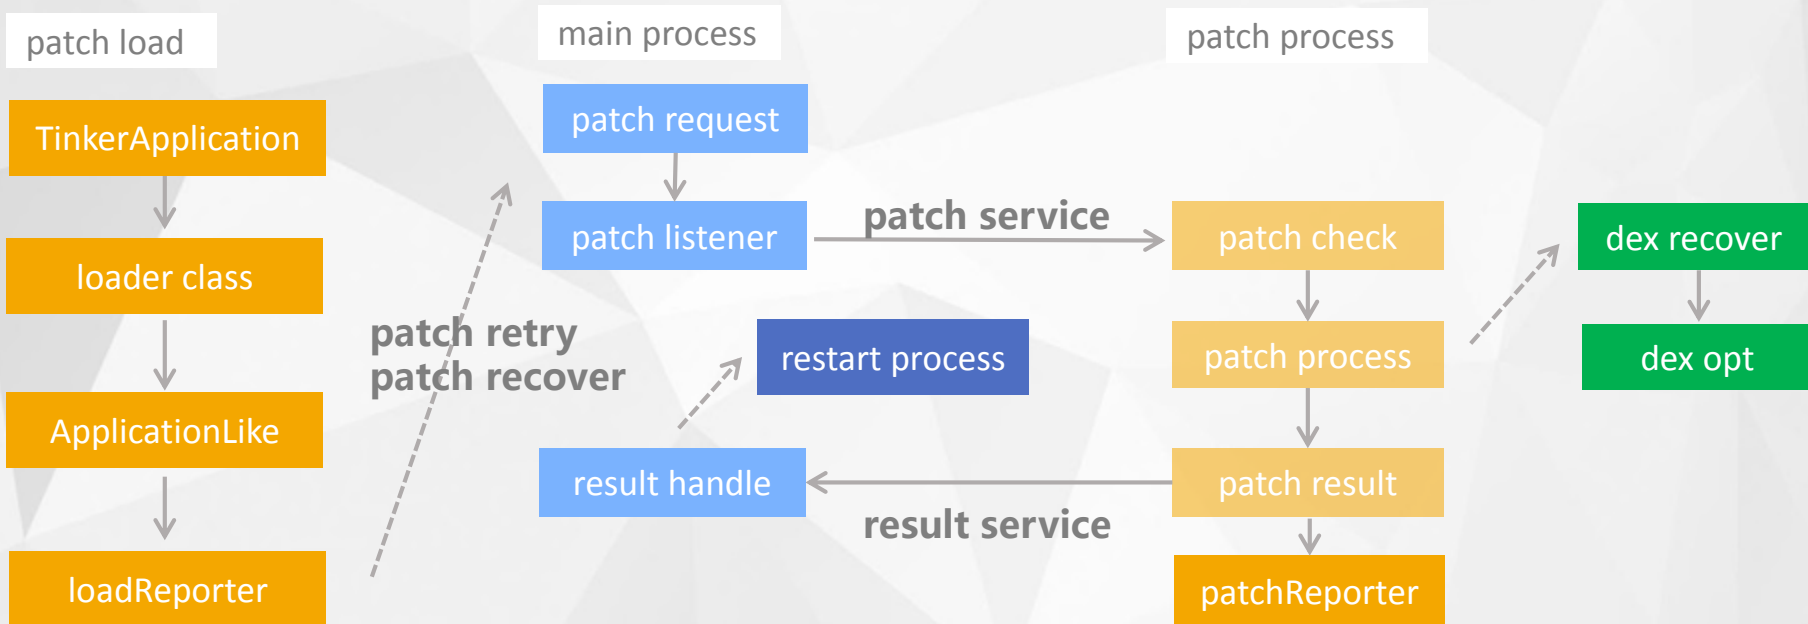 patch load
TinkerApplication
loader class
ApplicationLike
loadReporter
patch retry
patch recover
main process
patch request
patch listener
restart process
result handle
patch service
result service
patch process
patch check
patch process
patch result
patchReporter
dex recover
dex opt